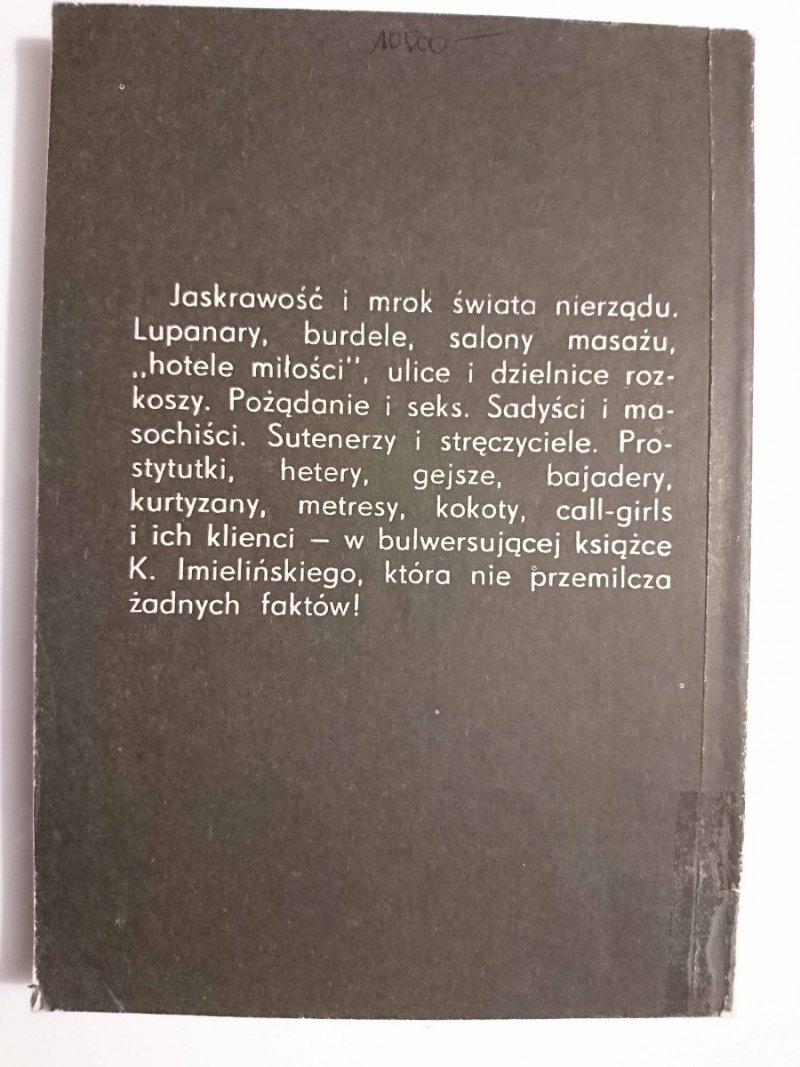 10500 —
Jaskrawość i mrok świata nierządu.
Lupanary, burdele, salony masażu,
„hotele miłości", ulice i dzielnice roz-
koszy. Pożądanie i seks. Sadyści i ma-
sochiści. Sutenerzy i stręczyciele. Pro-
stytutki, hetery, gejsze, bajadery,
kurtyzany, metresy, kokoty, call-girls
i ich klienci – w bulwersującej książce
K. Imielińskiego, która nie przemilcza
żadnych faktów!